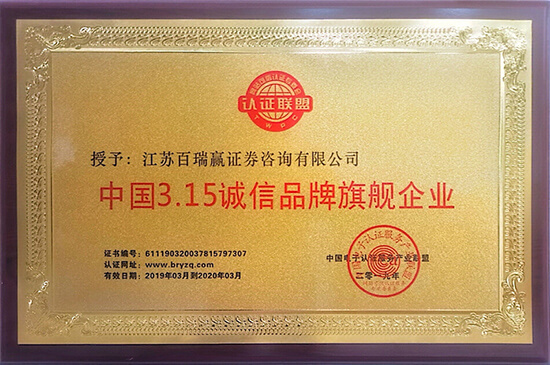 认证联盟
TWPC
授予：江苏百瑞赢证券咨询有限公司
中国3.15诚信品牌旗舰企业
证书编号：611190320037815797307
认证网址：www.bryzq.com
有效日期：2019年03月到2020年03月
中国电子认证服务产业联盟
二〇一九年